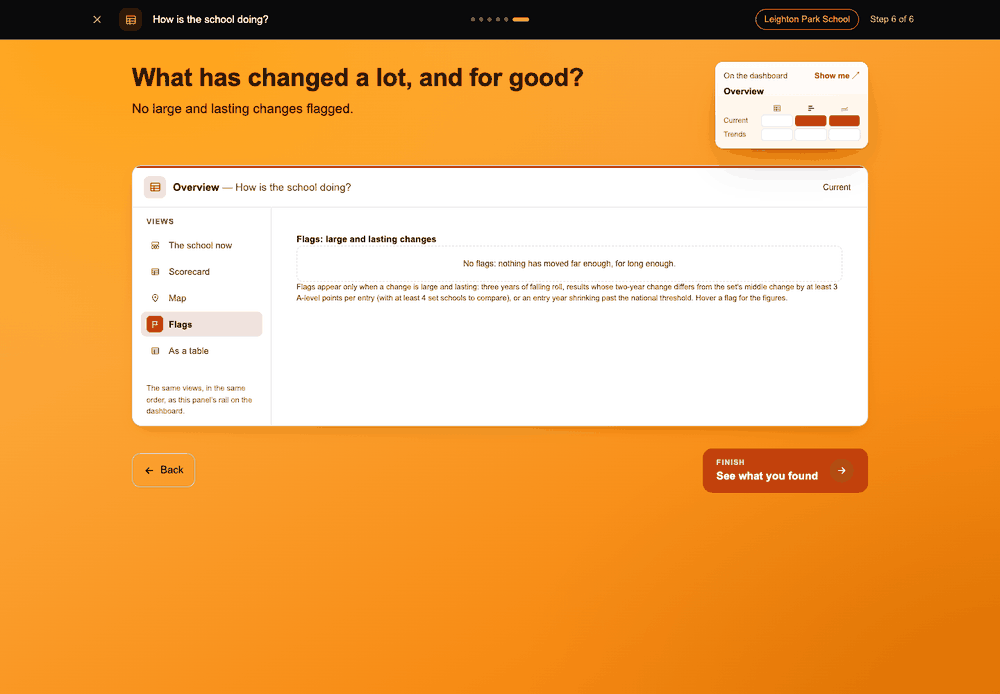 How is the school doing?
Leighton Park School
Step 6 of 6
What has changed a lot, and for good?
No large and lasting changes flagged.
On the dashboard
Show me
Overview
Current
Trends
Overview — How is the school doing?
Current
VIEWS
The school now
Scorecard
Map
Flags
As a table
The same views, in the same
order, as this panel's rail on the
dashboard.
Flags: large and lasting changes
No flags: nothing has moved far enough, for long enough.
Flags appear only when a change is large and lasting: three years of falling roll, results whose two-year change differs from the set's middle change by at least 3
A-level points per entry (with at least 4 set schools to compare), or an entry year shrinking past the national threshold. Hover a flag for the figures.
Back
FINISH
See what you found